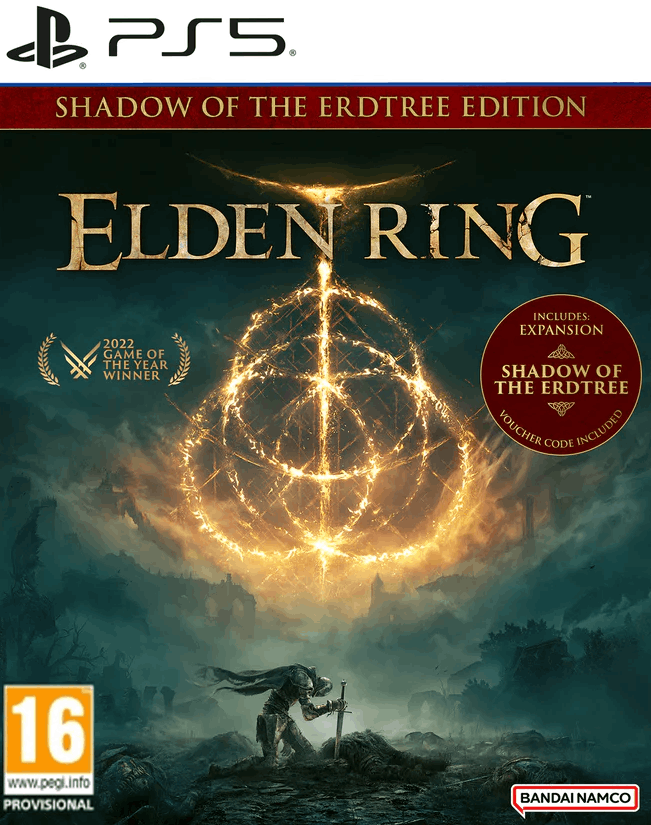 PS5®
SHADOW OF THE ERDTREE EDITION
ELDEN RING™
2022
GAME OF
THE YEAR
WINNER
INCLUDES:
EXPANSION
SHADOW OF
THE ERDTREE
VOUCHER CODE INCLUDED
16
www.pegi.info
PROVISIONAL
BANDAI NAMCO